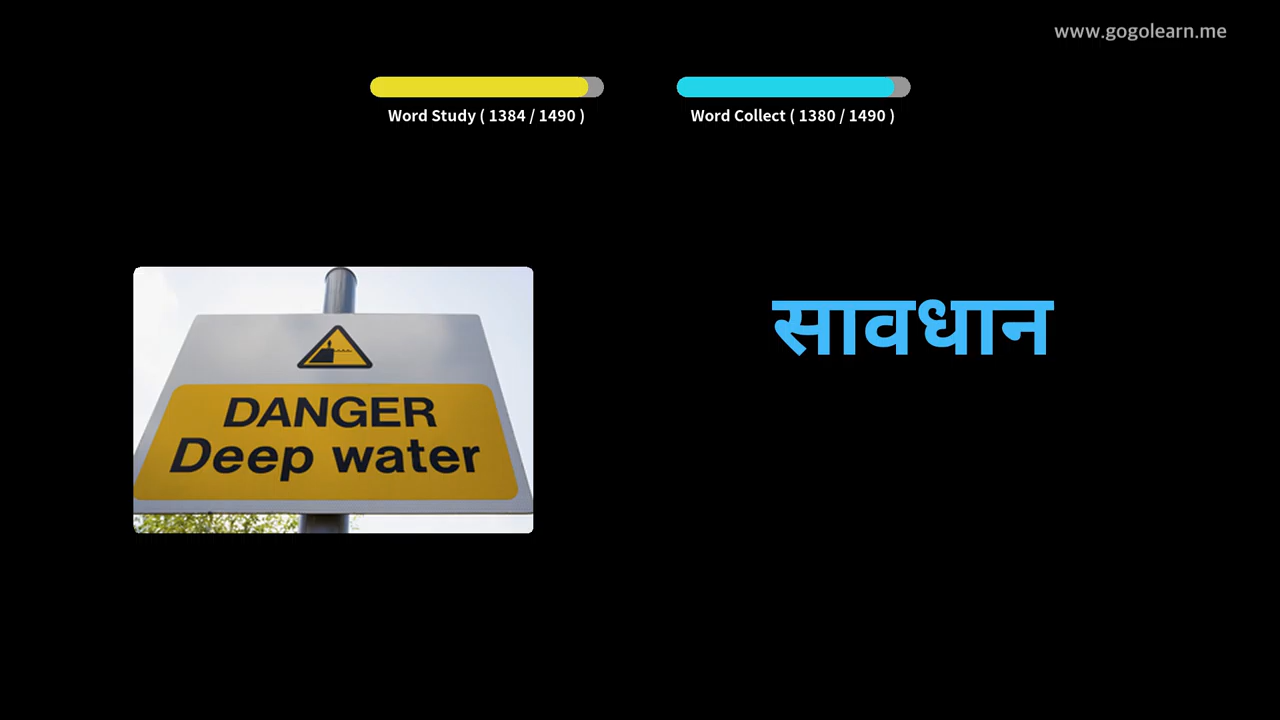 www.gogolearn.me
Word Study ( 1384 / 1490 )
Word Collect ( 1380 / 1490 )
DANGER
Deep water
सावधान